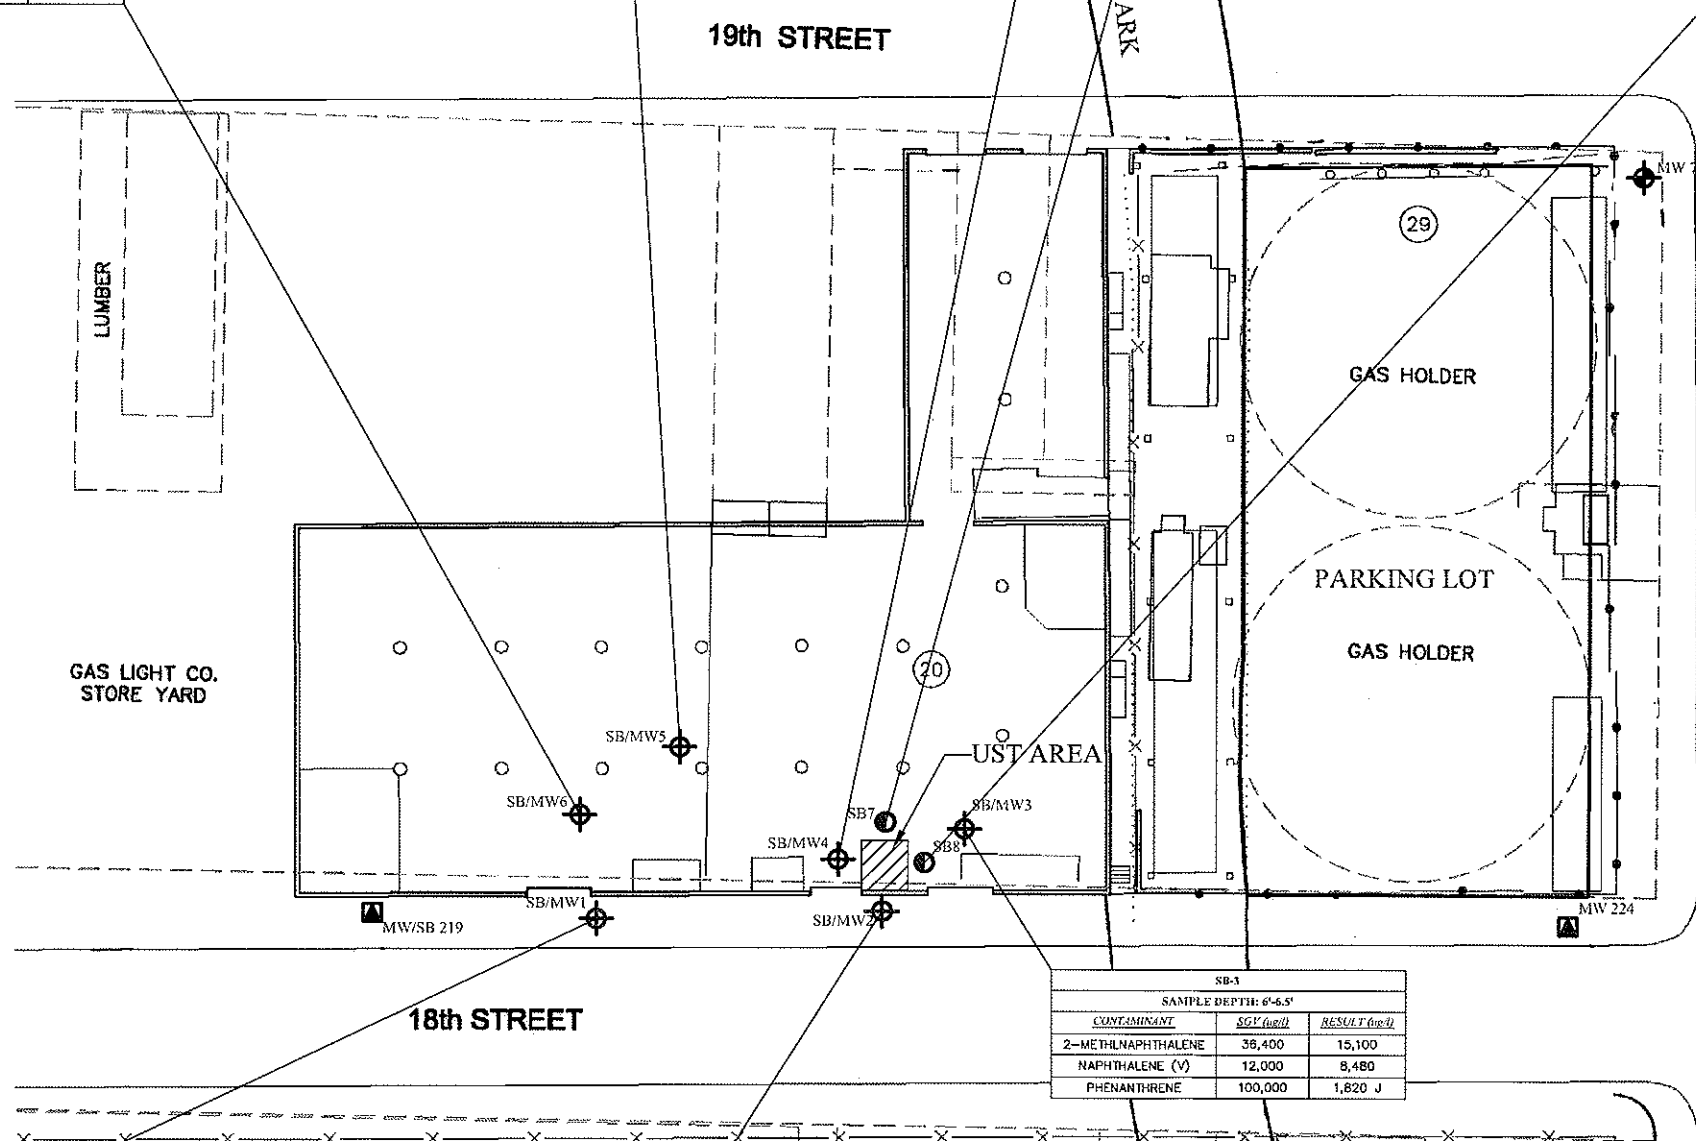 19th STREET
ARK
MW 7
29
LUMBER
GAS HOLDER
PARKING LOT
GAS HOLDER
GAS LIGHT CO.
STORE YARD
20
SB/MW5
UST AREA
SB/MW6
SB7
SB/MW3
SB/MW4
SB8
SB/MW1
SB/MW2
MW/SB 219
MW 224
18th STREET
SB-3
SAMPLE DEPTH: 6'-6.5'
CONTAMINANT SGV (ug/l) RESULT (ug/l)
2-METHLNAPHTHALENE 36,400 15,100
NAPHTHALENE (V) 12,000 8,480
PHENANTHRENE 100,000 1,820 J